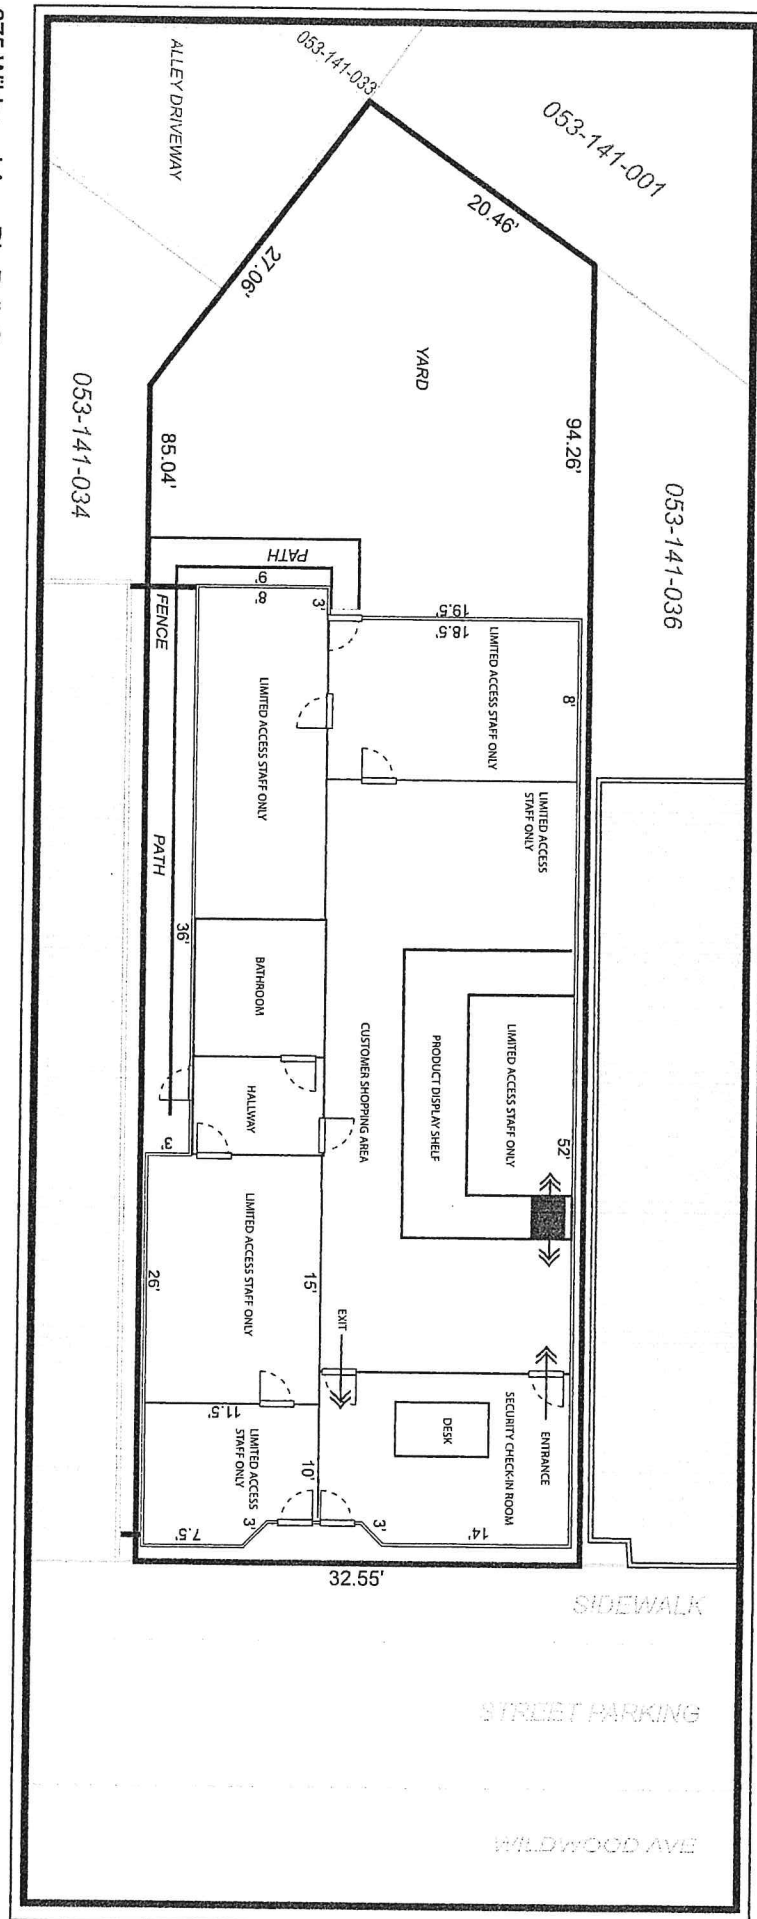 053-141-033
ALLEY DRIVEWAY
053-141-001
20.46'
27.06'
YARD
94.26'
85.04'
053-141-034
053-141-036
PATH
9'
8'
3'
19.5'
18.5'
FENCE
LIMITED ACCESS STAFF ONLY
8'
LIMITED ACCESS STAFF ONLY
LIMITED ACCESS
STAFF ONLY
PATH
36'
BATHROOM
CUSTOMER SHOPPING AREA
PRODUCT DISPLAY SHELF
LIMITED ACCESS STAFF ONLY
HALLWAY
52'
3'
LIMITED ACCESS STAFF ONLY
26'
15'
EXIT
ENTRANCE
SECURITY CHECK-IN ROOM
DESK
11.5'
LIMITED ACCESS
STAFF ONLY
10'
7.5'
3'
3'
14'
32.55'
SIDEWALK
STREET PARKING
WILDWOOD AVE